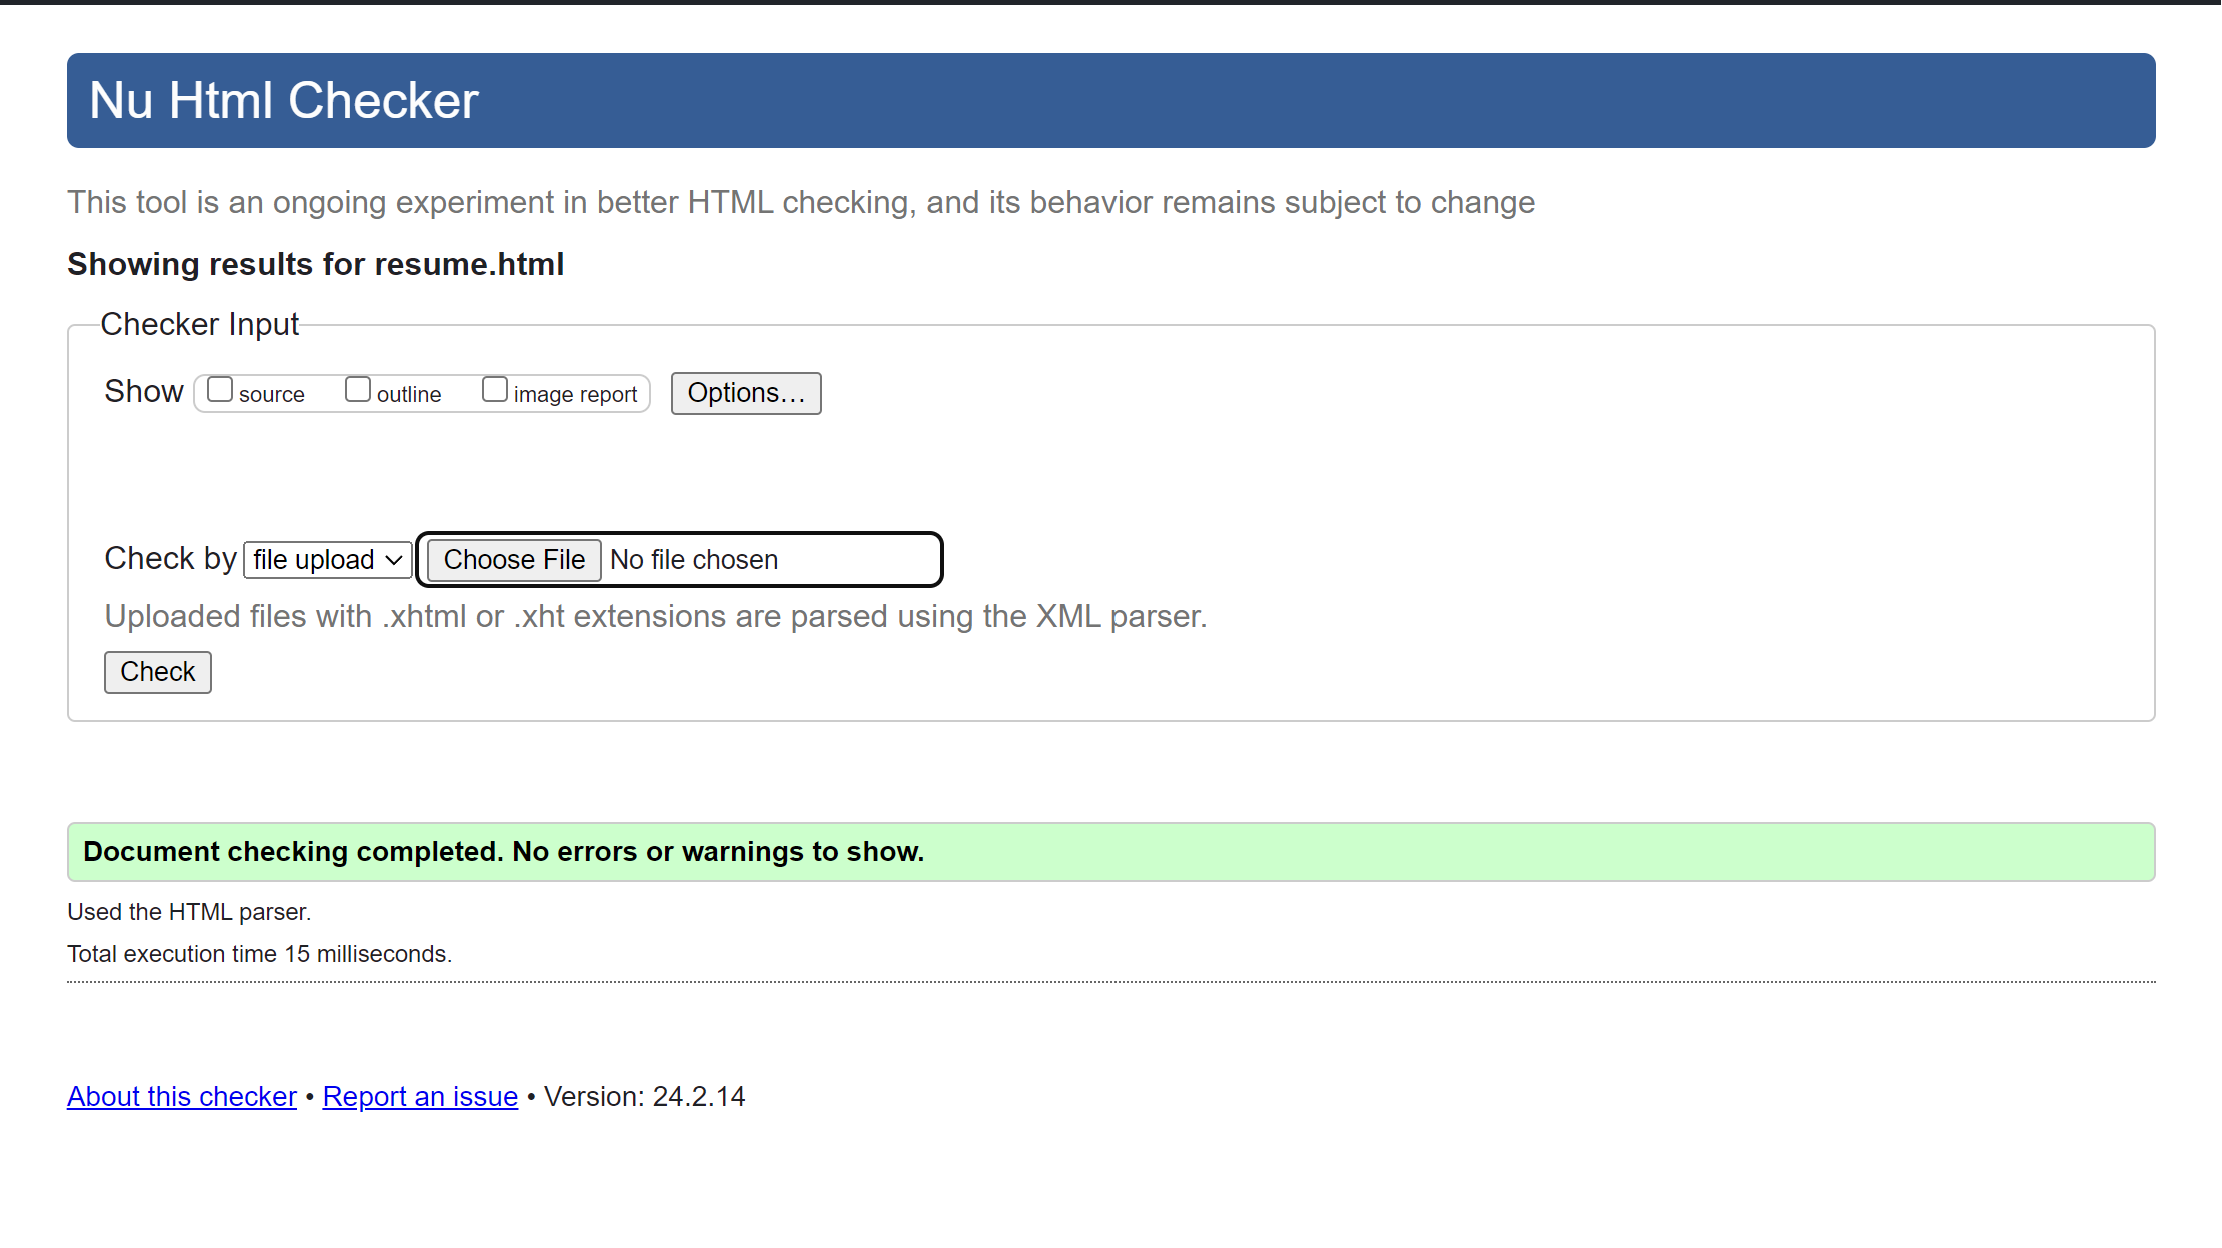 Nu Html Checker
This tool is an ongoing experiment in better HTML checking, and its behavior remains subject to change
Showing results for resume.html
Checker Input
Show source outline image report Options…
Check by file upload Choose File No file chosen
Uploaded files with .xhtml or .xht extensions are parsed using the XML parser.
Check
Document checking completed. No errors or warnings to show.
Used the HTML parser.
Total execution time 15 milliseconds.
About this checker • Report an issue • Version: 24.2.14